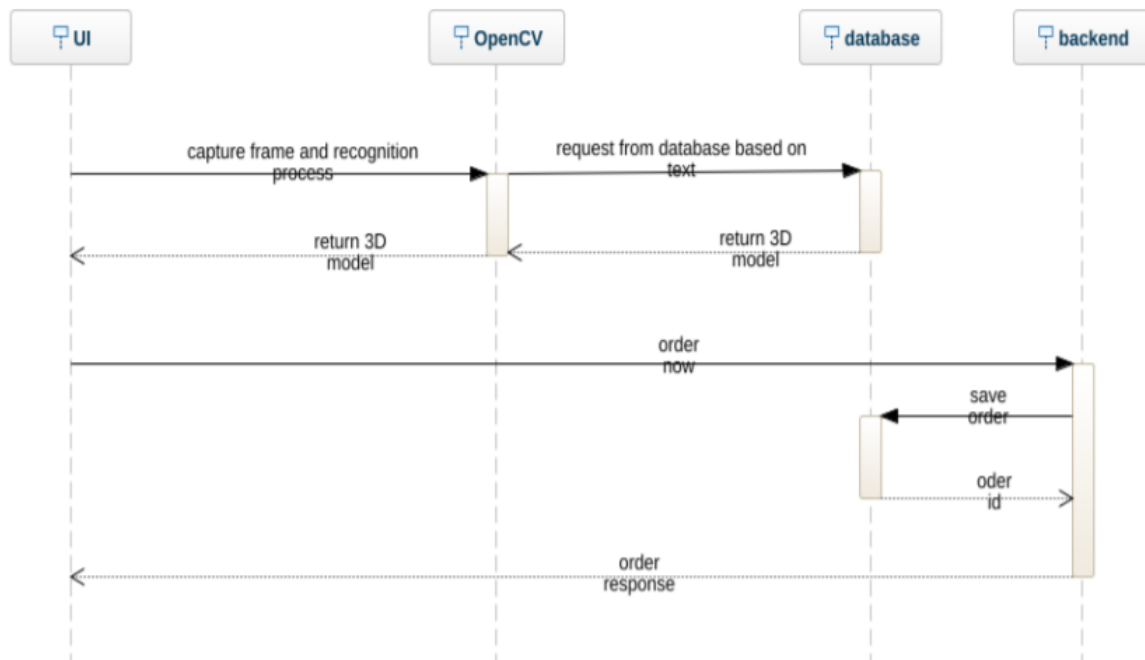 UI
OpenCV
database
backend
capture frame and recognition
process
request from database based on
text
return 3D
model
return 3D
model
order
now
save
order
oder
id
order
response